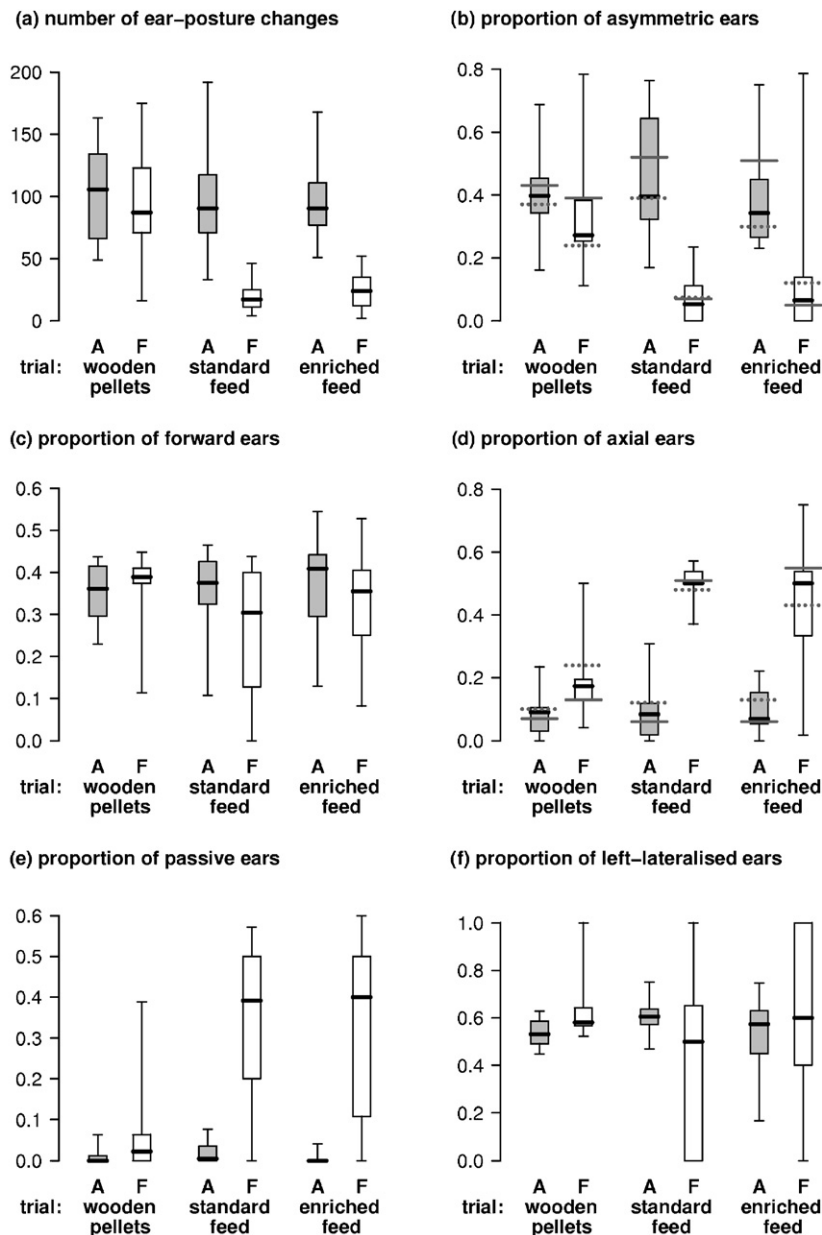 (a) number of ear-posture changes
200
150
100
50
0
A F A F A F
trial: wooden standard enriched
pellets feed feed
(b) proportion of asymmetric ears
0.8
0.6
0.4
0.2
0.0
A F A F A F
trial: wooden standard enriched
pellets feed feed
(c) proportion of forward ears
0.6
0.5
0.4
0.3
0.2
0.1
0.0
A F A F A F
trial: wooden standard enriched
pellets feed feed
(d) proportion of axial ears
0.8
0.6
0.4
0.2
0.0
A F A F A F
trial: wooden standard enriched
pellets feed feed
(e) proportion of passive ears
0.6
0.5
0.4
0.3
0.2
0.1
0.0
A F A F A F
trial: wooden standard enriched
pellets feed feed
(f) proportion of left-lateralised ears
1.0
0.8
0.6
0.4
0.2
0.0
A F A F A F
trial: wooden standard enriched
pellets feed feed